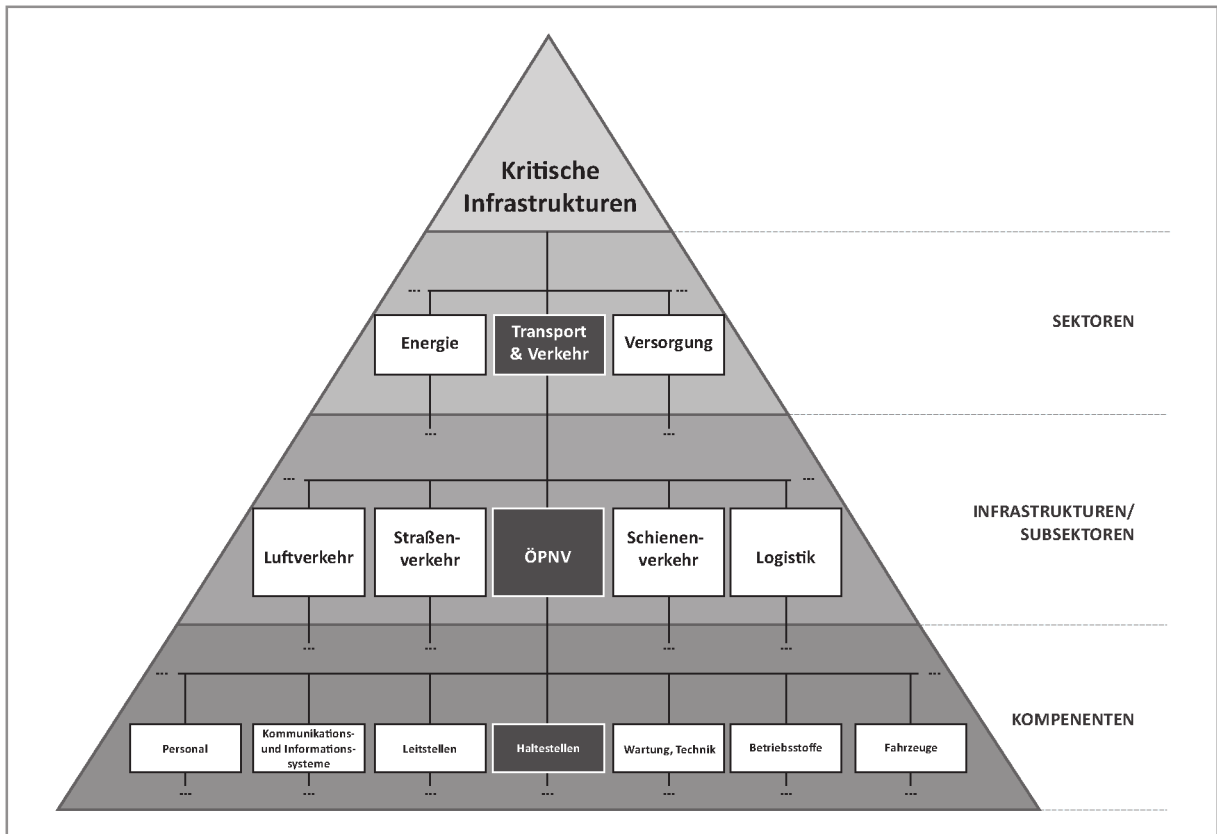 Kritische
Infrastrukturen
---
---
SEKTOREN
Energie
Transport
& Verkehr
Versorgung
---
---
---
---
INFRASTRUKTUREN/
SUBSEKTOREN
Luftverkehr
Straßen-
verkehr
ÖPNV
Schienen-
verkehr
Logistik
---
---
---
---
---
---
KOMPENENTEN
Personal
Kommunikations-
und Informations-
systeme
Leitstellen
Haltestellen
Wartung, Technik
Betriebsstoffe
Fahrzeuge
---
---
---
---
---
---
---